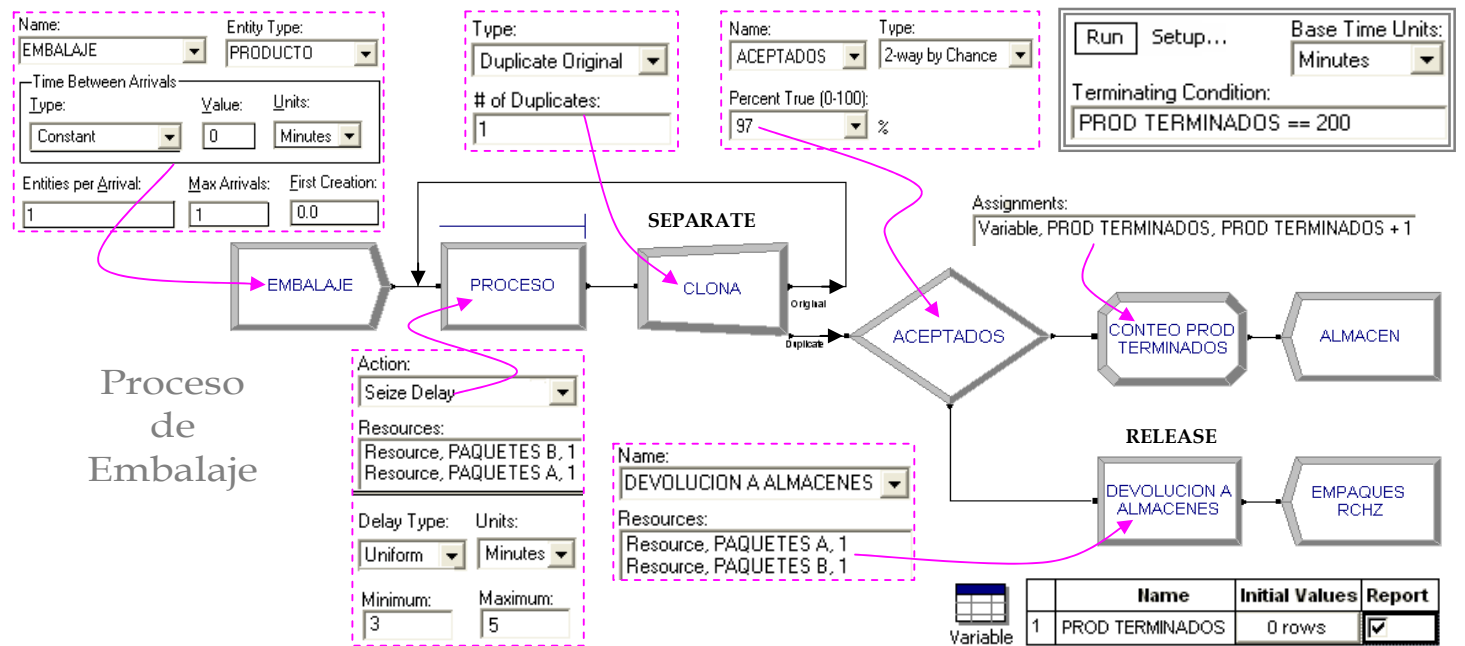 Name:
Entity Type:
EMBALAJE
PRODUCTO
Time Between Arrivals
Type:
Value:
Units:
Constant
0
Minutes
Entities per Arrival:
Max Arrivals:
First Creation:
1
1
0.0
Type:
Duplicate Original
# of Duplicates:
1
Name:
Type:
ACEPTADOS
2-way by Chance
Percent True (0-100):
97
%
Run
Setup...
Base Time Units:
Minutes
Terminating Condition:
PROD TERMINADOS == 200
Assignments:
Variable, PROD TERMINADOS, PROD TERMINADOS + 1
SEPARATE
EMBALAJE
PROCESO
CLONA
Original
Duplicate
ACEPTADOS
CONTEO PROD
TERMINADOS
ALMACEN
Proceso
de
Embalaje
Action:
Seize Delay
Resources:
Resource, PAQUETES B, 1
Resource, PAQUETES A, 1
Delay Type:
Units:
Uniform
Minutes
Minimum:
Maximum:
3
5
Name:
DEVOLUCION A ALMACENES
Resources:
Resource, PAQUETES A, 1
Resource, PAQUETES B, 1
RELEASE
DEVOLUCION A
ALMACENES
EMPAQUES
RCHZ
Variable
Name
Initial Values
Report
1
PROD TERMINADOS
0 rows